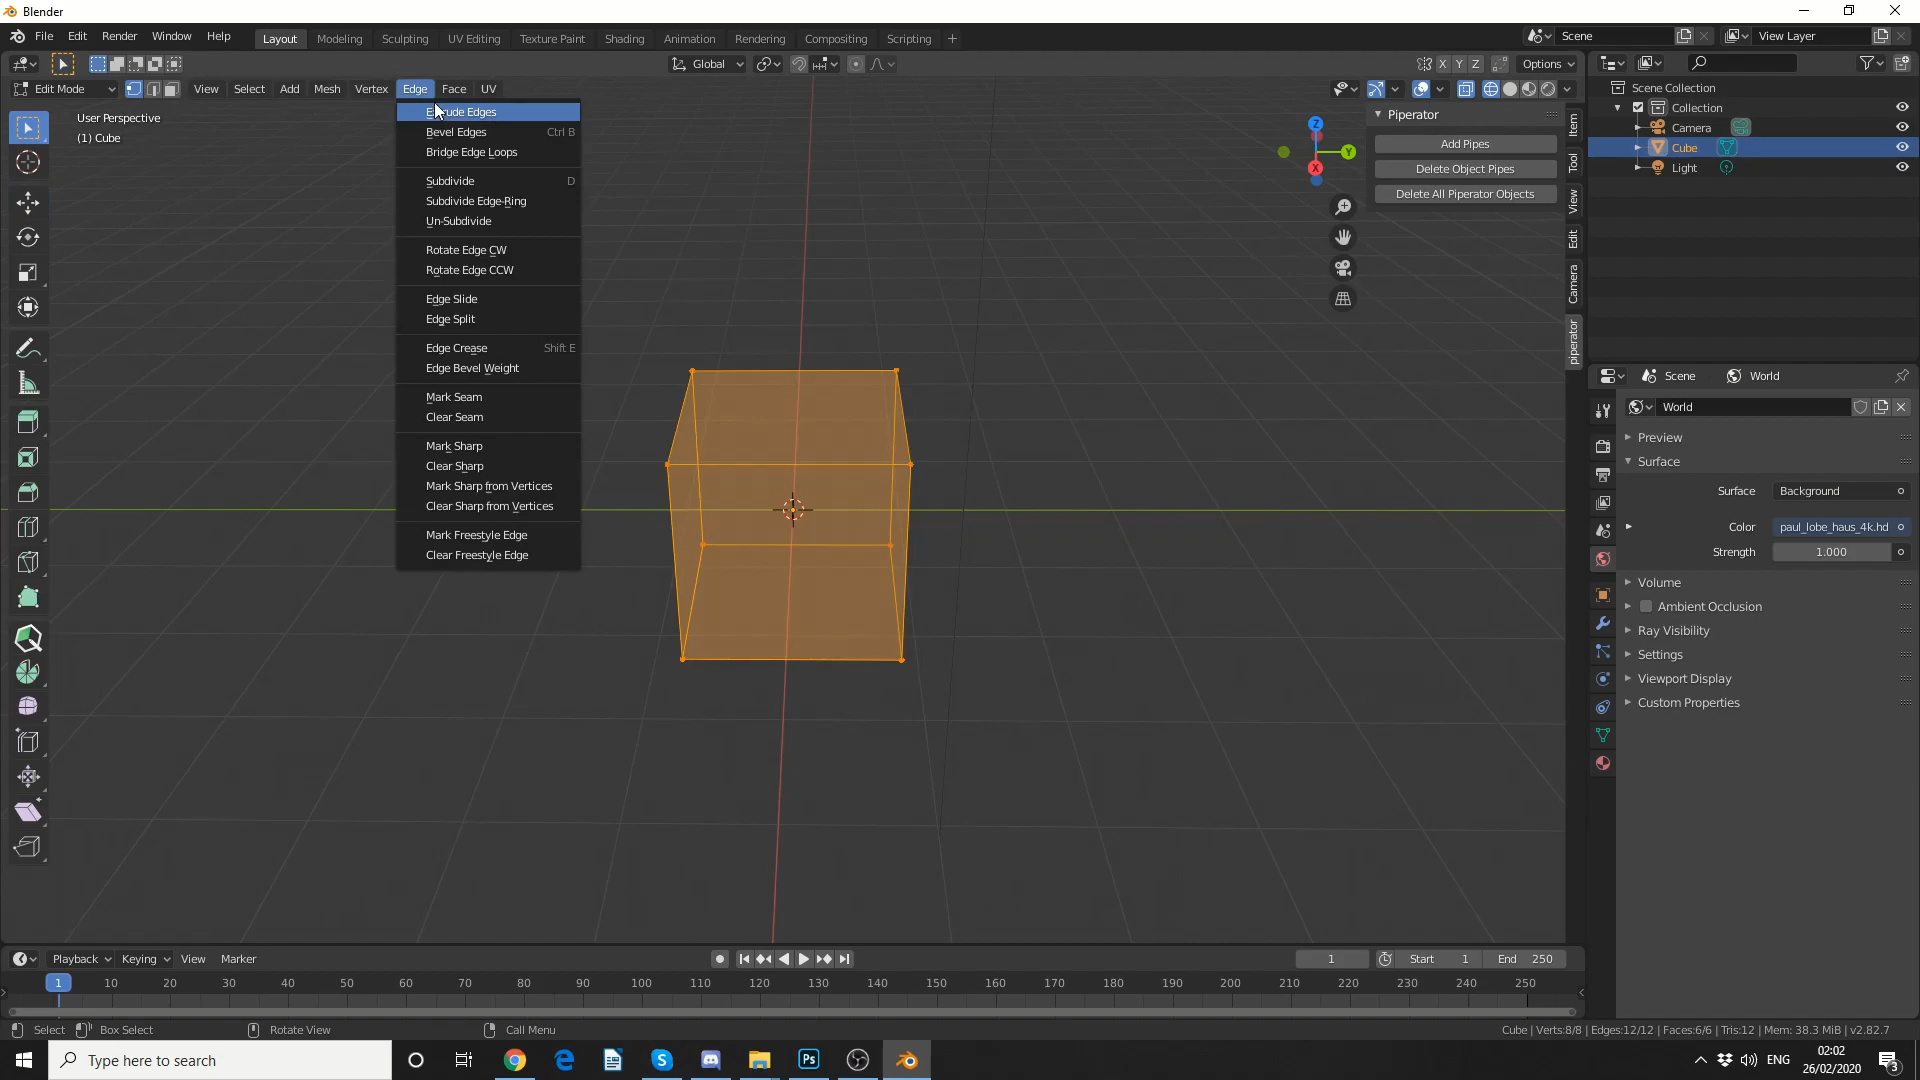 Blender
File Edit Render Window Help Layout Modeling Sculpting UV Editing Texture Paint Shading Animation Rendering Compositing Scripting + Scene View Layer
Global X Y Z Options
Edit Mode View Select Add Mesh Vertex Edge Face UV
User Perspective
(1) Cube
Extrude Edges
Bevel Edges Ctrl B
Bridge Edge Loops
Subdivide D
Subdivide Edge-Ring
Un-Subdivide
Rotate Edge CW
Rotate Edge CCW
Edge Slide
Edge Split
Edge Crease Shift E
Edge Bevel Weight
Mark Seam
Clear Seam
Mark Sharp
Clear Sharp
Mark Sharp from Vertices
Clear Sharp from Vertices
Mark Freestyle Edge
Clear Freestyle Edge
Z
Y
X
Piperator
Add Pipes
Delete Object Pipes
Delete All Piperator Objects
Item
Tool
View
Edit
Camera
piperator
Scene Collection
Collection
Camera
Cube
Light
Scene World
World
Preview
Surface
Surface Background
Color paul_lobe_haus_4k.hd
Strength 1.000
Volume
Ambient Occlusion
Ray Visibility
Settings
Viewport Display
Custom Properties
Playback Keying View Marker 1 Start 1 End 250
1 10 20 30 40 50 60 70 80 90 100 110 120 130 140 150 160 170 180 190 200 210 220 230 240 250
Select Box Select Rotate View Call Menu Cube | Verts:8/8 | Edges:12/12 | Faces:6/6 | Tris:12 | Mem: 38.3 MiB | v2.82.7
Type here to search Ps ENG 02:02
26/02/2020 3